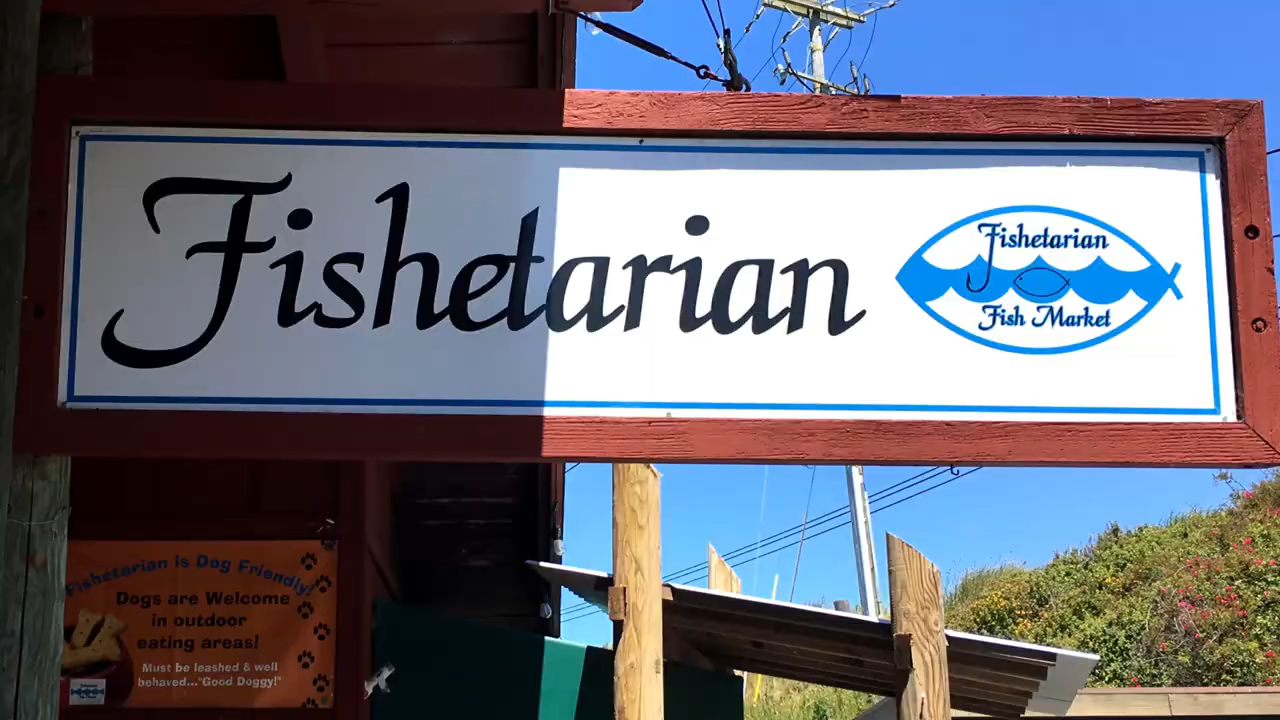 Fishetarian
Fishetarian
Fish Market
Fishetarian is Dog Friendly!
Dogs are Welcome
in outdoor
eating areas!
Must be leashed & well
behaved..."Good Doggy!"